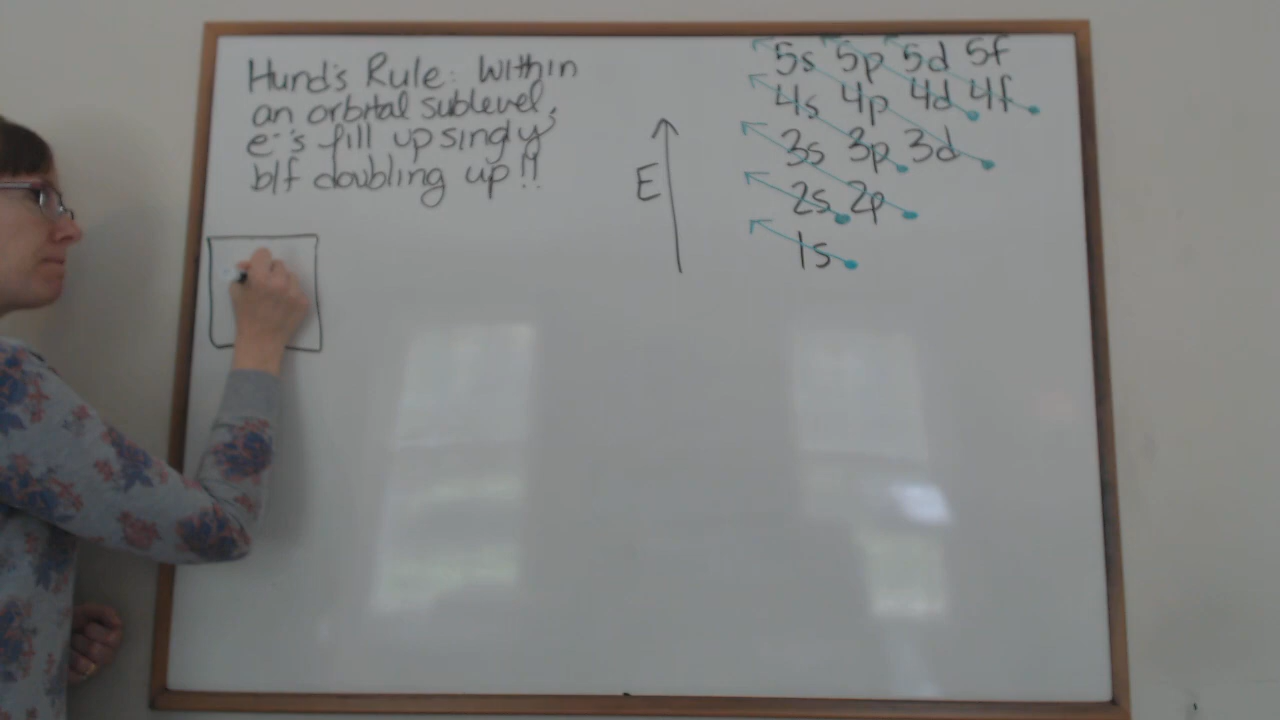 Hund's Rule: Within
an orbital sublevel,
e⁻'s fill up singly
b/f doubling up!!
E
5s 5p 5d 5f
4s 4p 4d 4f
3s 3p 3d
2s 2p
1s